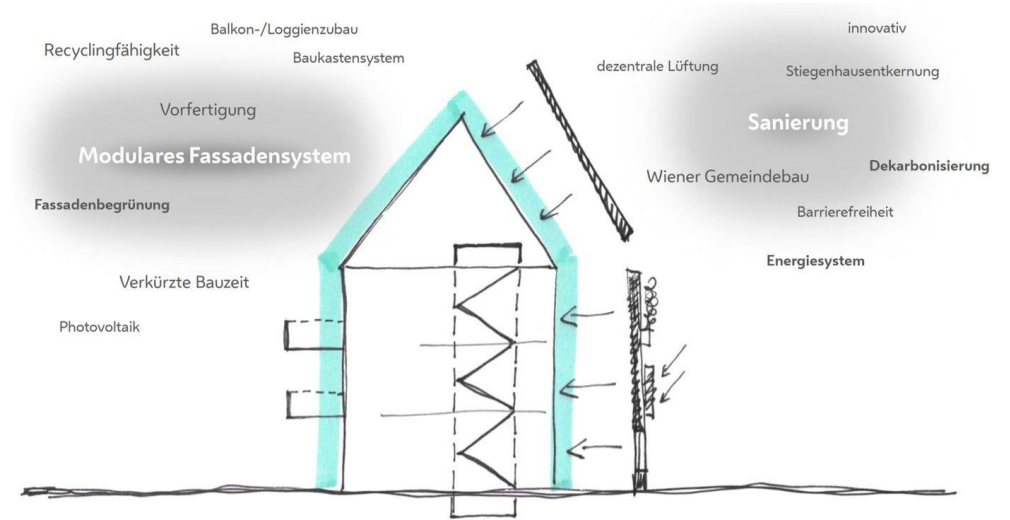 Balkon-/Loggienzubau
Recyclingfähigkeit
Baukastensystem
Vorfertigung
Modulares Fassadensystem
Fassadenbegrünung
Verkürzte Bauzeit
Photovoltaik
innovativ
dezentrale Lüftung
Stiegenhausentkernung
Sanierung
Dekarbonisierung
Wiener Gemeindebau
Barrierefreiheit
Energiesystem